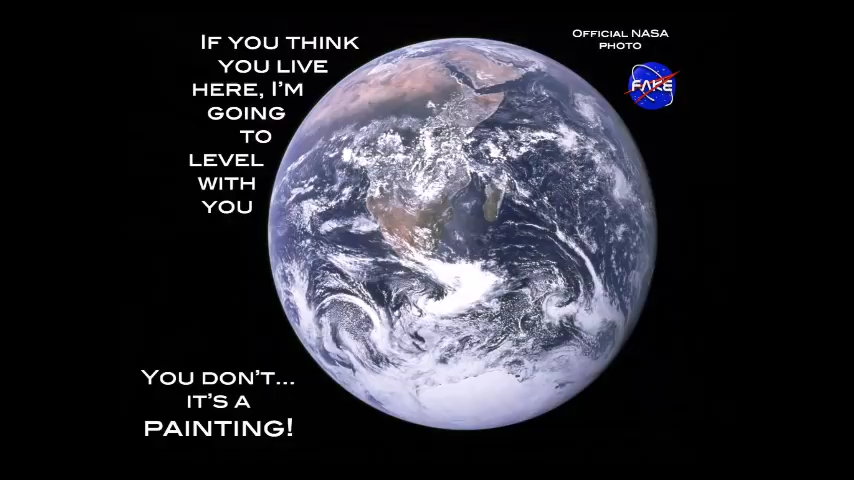 IF YOU THINK
YOU LIVE
HERE, I'M
GOING
TO
LEVEL
WITH
YOU
OFFICIAL NASA
PHOTO
FAKE
YOU DON'T...
IT'S A
PAINTING!